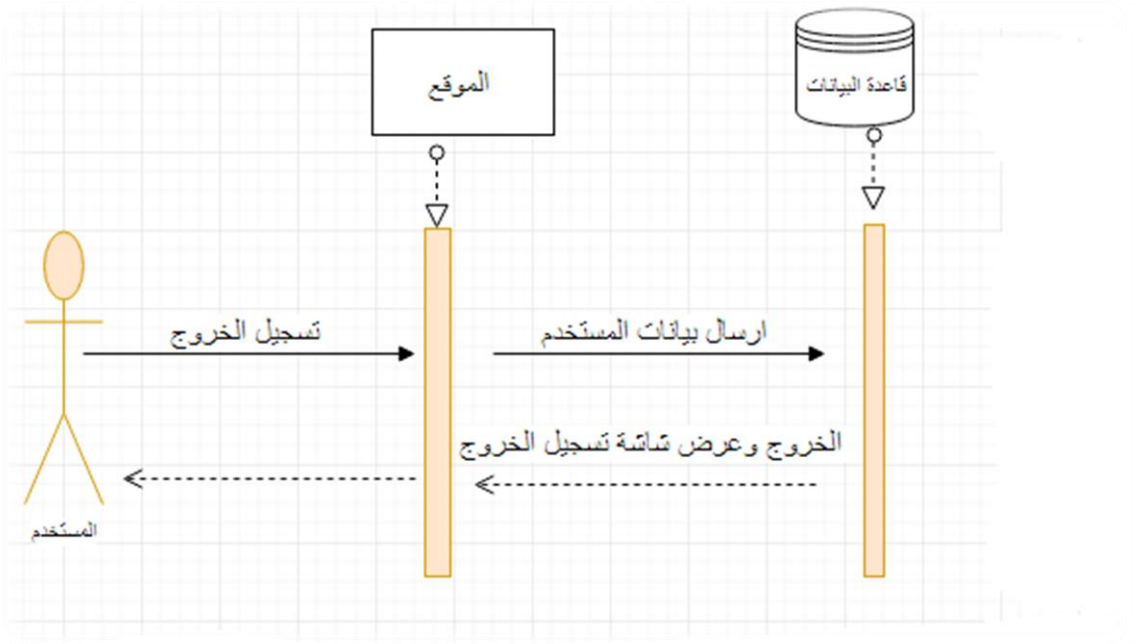 الموقع
قاعدة البيانات
تسجيل الخروج
ارسال بيانات المستخدم
الخروج وعرض شاشة تسجيل الخروج
المستخدم